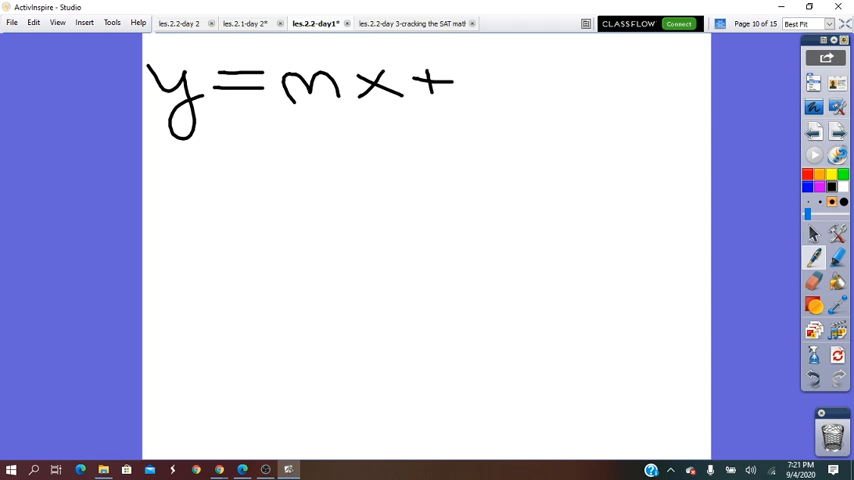 ActivInspire - Studio
File Edit View Insert Tools Help les.2.2-day 2 les.2.1-day 2* les.2.2-day1* les.2.2-day 3-cracking the SAT mat CLASSFLOW Connect Page 10 of 15 Best Fit
y = mx +
7:21 PM
9/4/2020